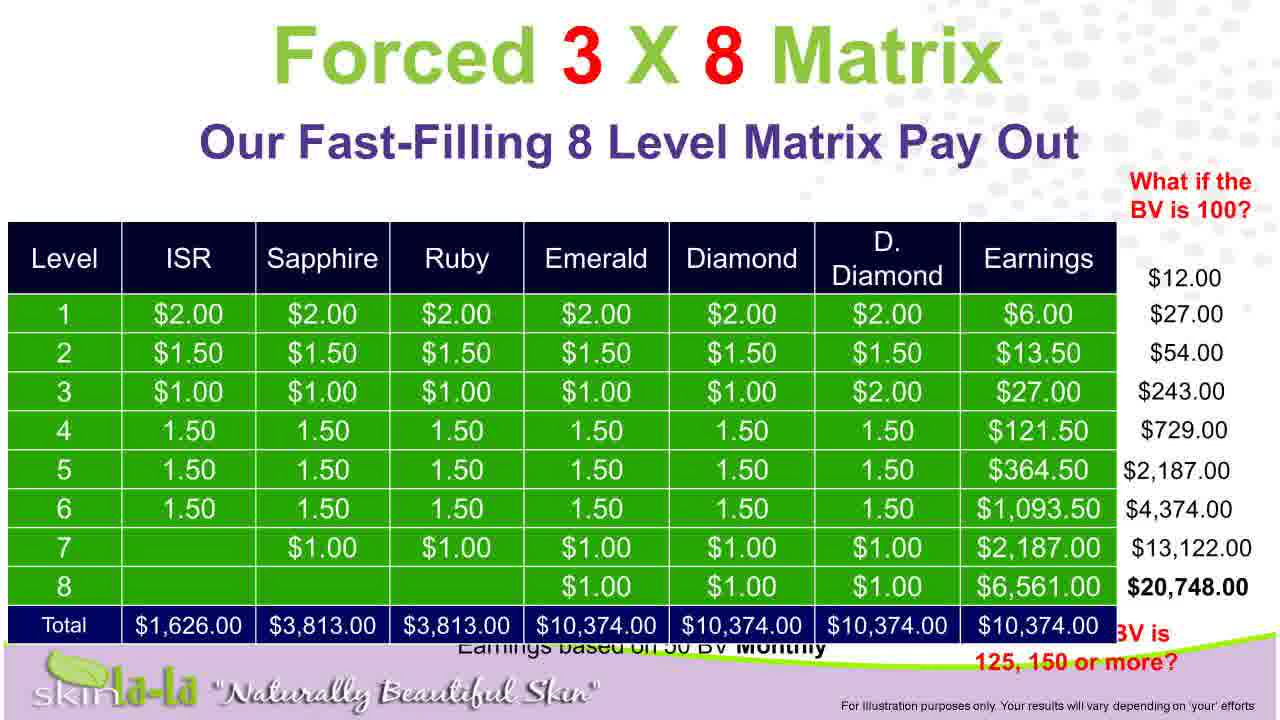 Forced 3 X 8 Matrix
Our Fast-Filling 8 Level Matrix Pay Out
What if the
BV is 100?
Level ISR Sapphire Ruby Emerald Diamond D. Diamond Earnings
$12.00
1 $2.00 $2.00 $2.00 $2.00 $2.00 $2.00 $6.00 $27.00
2 $1.50 $1.50 $1.50 $1.50 $1.50 $1.50 $13.50 $54.00
3 $1.00 $1.00 $1.00 $1.00 $1.00 $2.00 $27.00 $243.00
4 1.50 1.50 1.50 1.50 1.50 1.50 $121.50 $729.00
5 1.50 1.50 1.50 1.50 1.50 1.50 $364.50 $2,187.00
6 1.50 1.50 1.50 1.50 1.50 1.50 $1,093.50 $4,374.00
7 $1.00 $1.00 $1.00 $1.00 $1.00 $2,187.00 $13,122.00
8 $1.00 $1.00 $1.00 $6,561.00 $20,748.00
Total $1,626.00 $3,813.00 $3,813.00 $10,374.00 $10,374.00 $10,374.00 $10,374.00
BV is
Earnings based on 50 BV Monthly
125, 150 or more?
skin la-la "Naturally Beautiful Skin"
For Illustration purposes only. Your results will vary depending on 'your' efforts